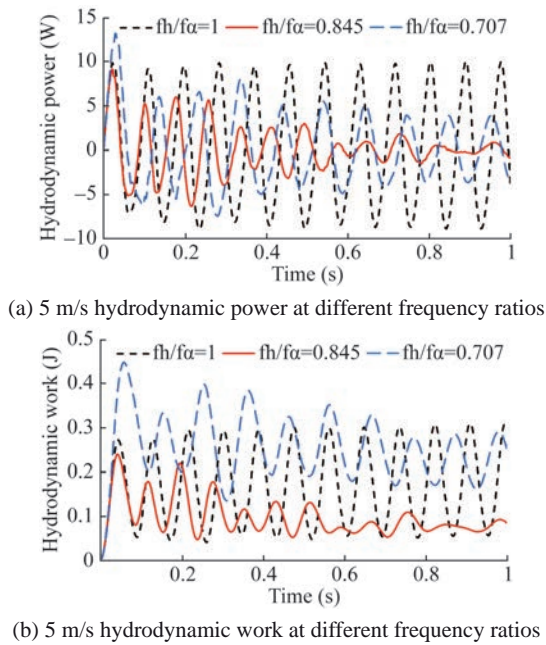 15
fh/fα=1 fh/fα=0.845 fh/fα=0.707
10
5
0
−5
−10
Hydrodynamic power (W)
0 0.2 0.4 0.6 0.8 1
Time (s)
(a) 5 m/s hydrodynamic power at different frequency ratios
0.5
fh/fα=1 fh/fα=0.845 fh/fα=0.707
0.4
0.3
0.2
0.1
0
Hydrodynamic work (J)
0.2 0.4 0.6 0.8 1
Time (s)
(b) 5 m/s hydrodynamic work at different frequency ratios